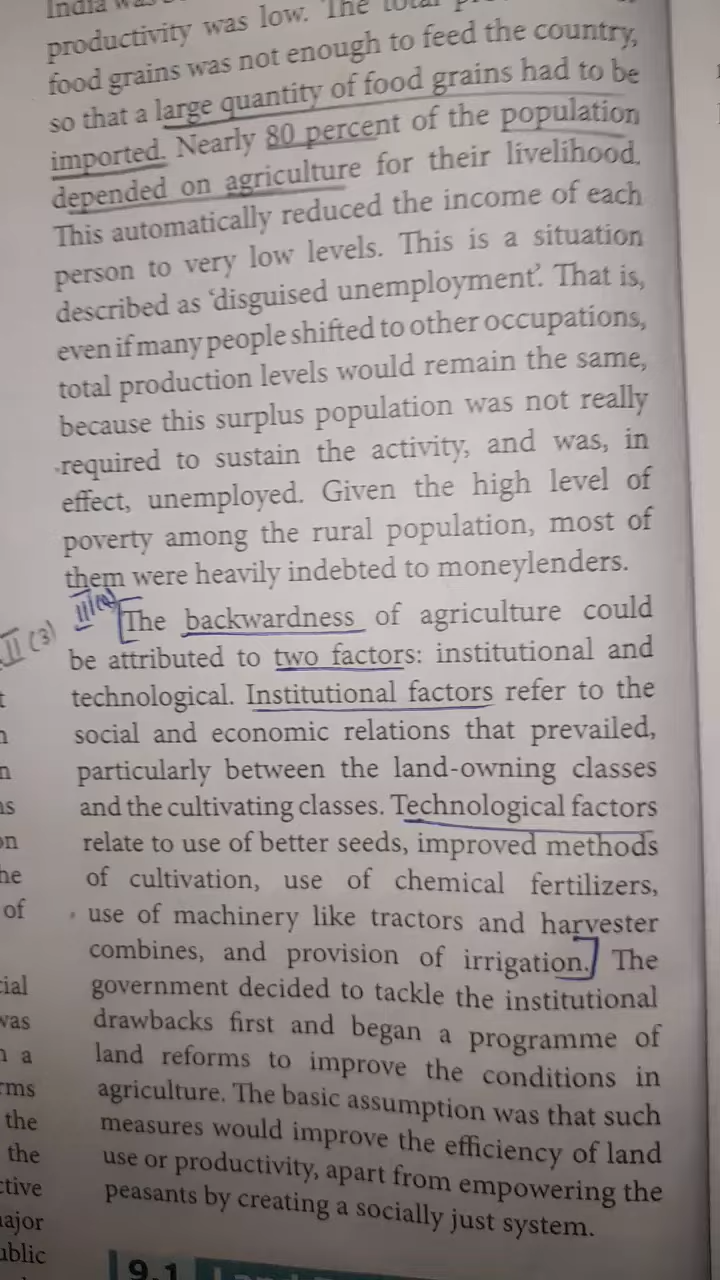 India was
productivity was low. The total
food grains was not enough to feed the country,
so that a large quantity of food grains had to be
imported. Nearly 80 percent of the population
depended on agriculture for their livelihood.
This automatically reduced the income of each
person to very low levels. This is a situation
described as ‘disguised unemployment’. That is,
even if many people shifted to other occupations,
total production levels would remain the same,
because this surplus population was not really
required to sustain the activity, and was, in
effect, unemployed. Given the high level of
poverty among the rural population, most of
them were heavily indebted to moneylenders.
II (3)
The backwardness of agriculture could
be attributed to two factors: institutional and
technological. Institutional factors refer to the
social and economic relations that prevailed,
particularly between the land-owning classes
and the cultivating classes. Technological factors
relate to use of better seeds, improved methods
of cultivation, use of chemical fertilizers,
use of machinery like tractors and harvester
combines, and provision of irrigation. The
government decided to tackle the institutional
drawbacks first and began a programme of
land reforms to improve the conditions in
agriculture. The basic assumption was that such
measures would improve the efficiency of land
use or productivity, apart from empowering the
peasants by creating a socially just system.
9.1
of
a
the
the